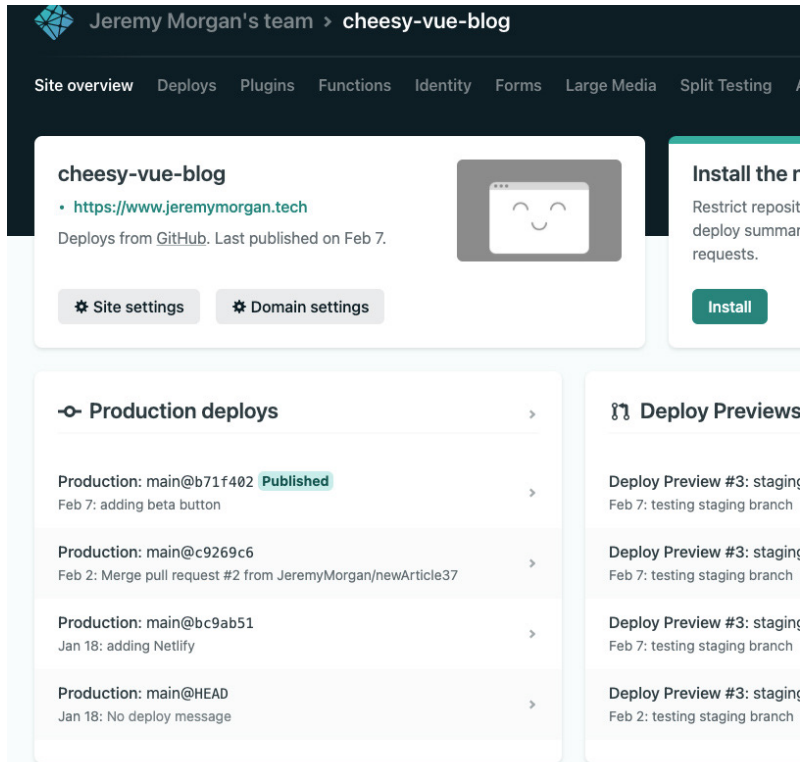 Jeremy Morgan's team > cheesy-vue-blog
Site overview Deploys Plugins Functions Identity Forms Large Media Split Testing
cheesy-vue-blog
• https://www.jeremymorgan.tech
Deploys from GitHub. Last published on Feb 7.
Site settings Domain settings
Install the
Restrict
deploy
requests.
Install
Production deploys
Production: main@b71f402 Published
Feb 7: adding beta button
Production: main@c9269c6
Feb 2: Merge pull request #2 from JeremyMorgan/newArticle37
Production: main@bc9ab51
Jan 18: adding Netlify
Production: main@HEAD
Jan 18: No deploy message
Deploy Previews
Deploy Preview #3: staging
Feb 7: testing staging branch
Deploy Preview #3: staging
Feb 7: testing staging branch
Deploy Preview #3: staging
Feb 7: testing staging branch
Deploy Preview #3: staging
Feb 2: testing staging branch